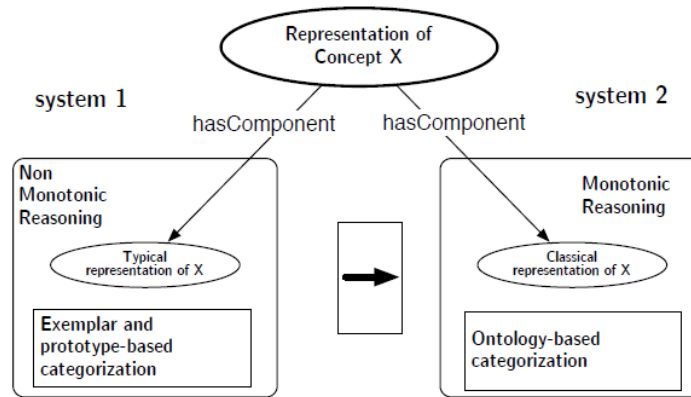 Representation of
Concept X
system 1
system 2
hasComponent
hasComponent
Non
Monotonic
Reasoning
Typical
representation of X
Exemplar and
prototype-based
categorization
Monotonic
Reasoning
Classical
representation of X
Ontology-based
categorization